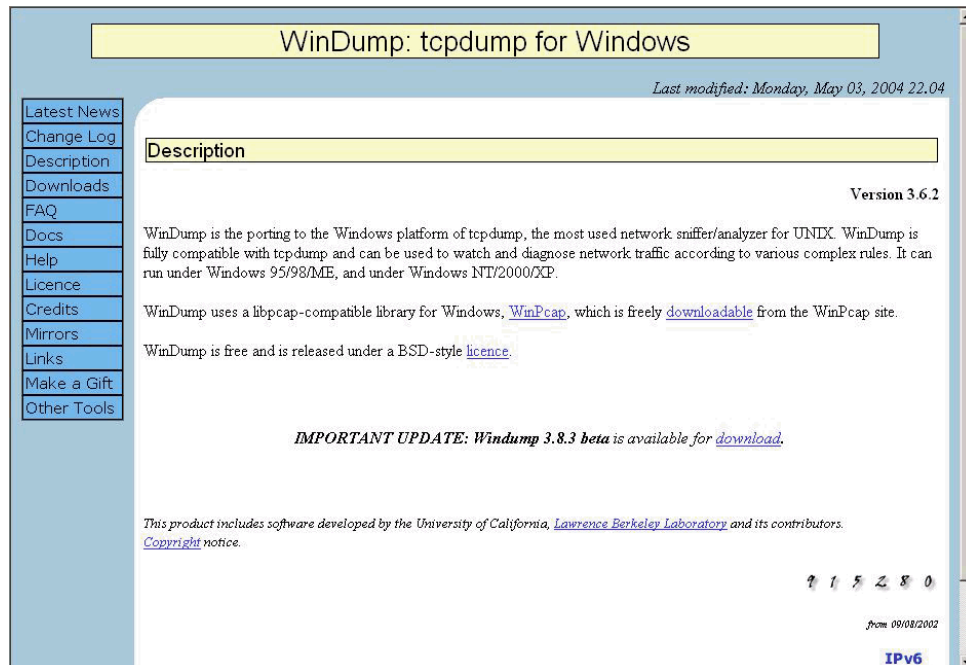 WinDump: tcpdump for Windows
Last modified: Monday, May 03, 2004 22.04
Latest News
Change Log
Description
Downloads
FAQ
Docs
Help
Licence
Credits
Mirrors
Links
Make a Gift
Other Tools
Description
Version 3.6.2
WinDump is the porting to the Windows platform of tcpdump, the most used network sniffer/analyzer for UNIX. WinDump is
fully compatible with tcpdump and can be used to watch and diagnose network traffic according to various complex rules. It can
run under Windows 95/98/ME, and under Windows NT/2000/XP.
WinDump uses a libpcap-compatible library for Windows, WinPcap, which is freely downloadable from the WinPcap site.
WinDump is free and is released under a BSD-style licence.
IMPORTANT UPDATE: Windump 3.8.3 beta is available for download.
This product includes software developed by the University of California, Lawrence Berkeley Laboratory and its contributors.
Copyright notice.
9 1 5 2 8 0
from 09/08/2002
IPv6